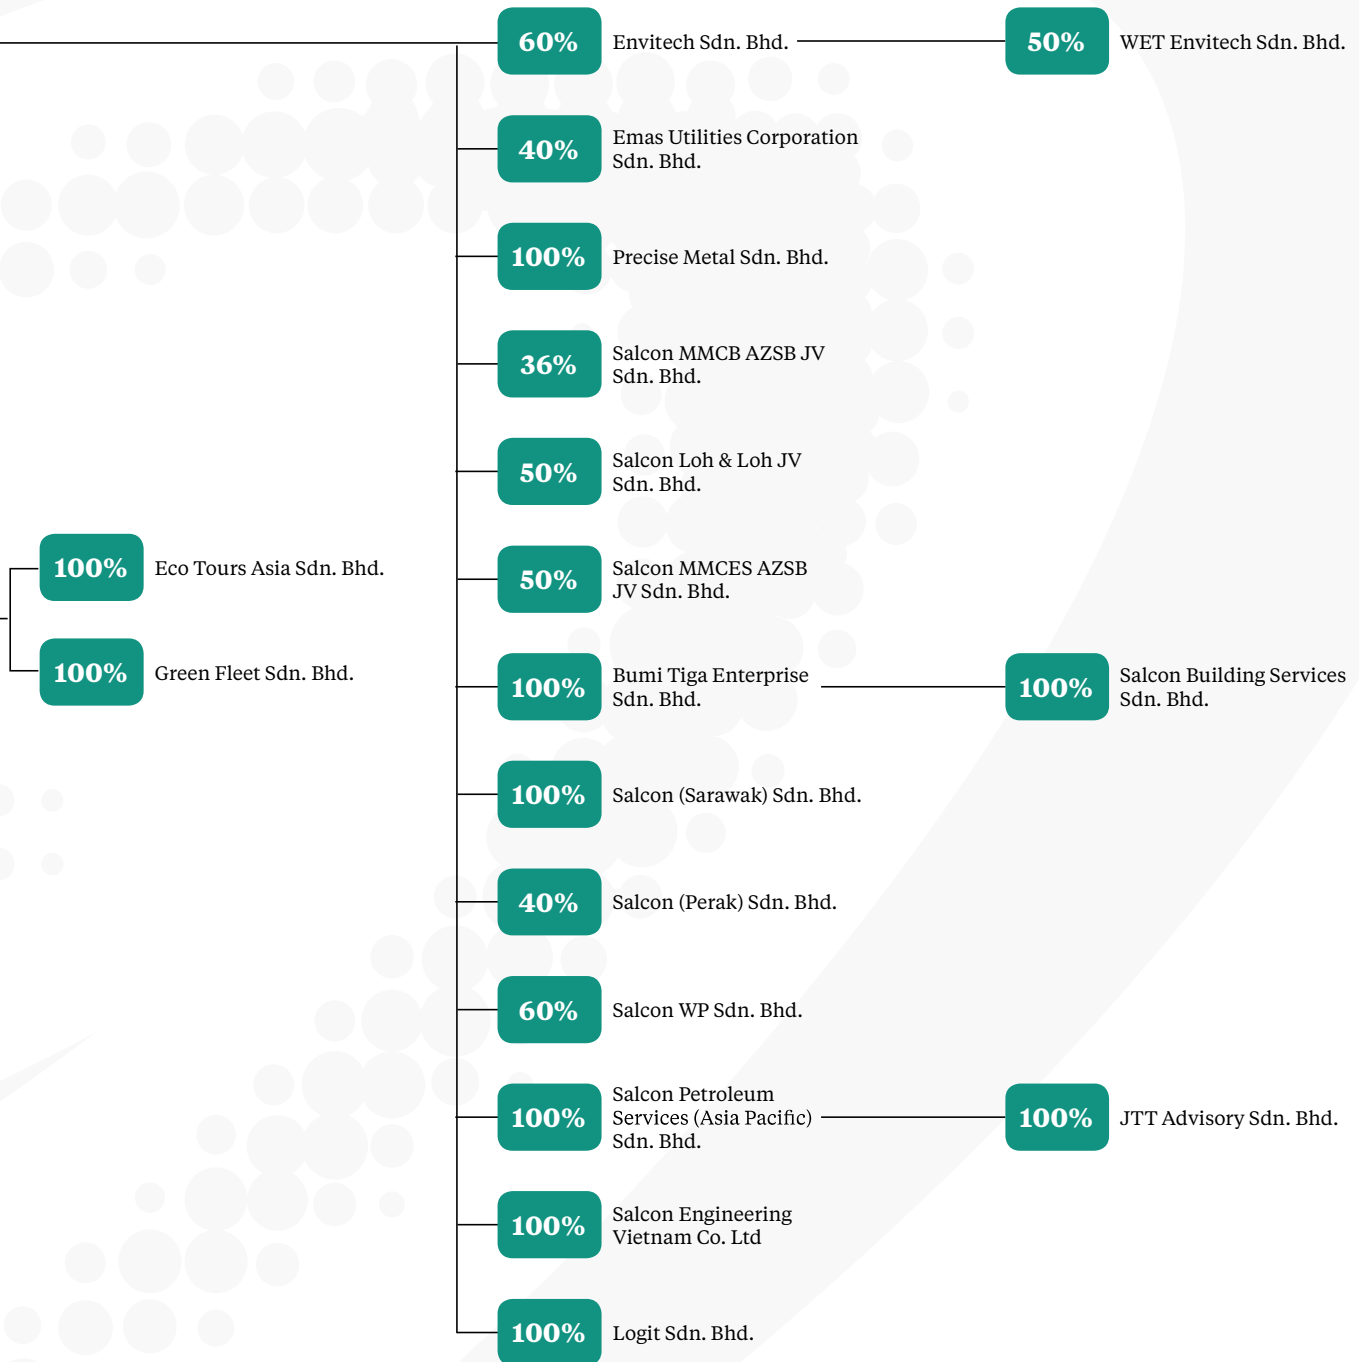 60%
Envitech Sdn. Bhd.
50%
WET Envitech Sdn. Bhd.
40%
Emas Utilities Corporation
Sdn. Bhd.
100%
Precise Metal Sdn. Bhd.
36%
Salcon MMCB AZSB JV
Sdn. Bhd.
50%
Salcon Loh & Loh JV
Sdn. Bhd.
100%
Eco Tours Asia Sdn. Bhd.
50%
Salcon MMCES AZSB
JV Sdn. Bhd.
100%
Green Fleet Sdn. Bhd.
100%
Bumi Tiga Enterprise
Sdn. Bhd.
100%
Salcon Building Services
Sdn. Bhd.
100%
Salcon (Sarawak) Sdn. Bhd.
40%
Salcon (Perak) Sdn. Bhd.
60%
Salcon WP Sdn. Bhd.
100%
Salcon Petroleum
Services (Asia Pacific)
Sdn. Bhd.
100%
JTT Advisory Sdn. Bhd.
100%
Salcon Engineering
Vietnam Co. Ltd
100%
Logit Sdn. Bhd.